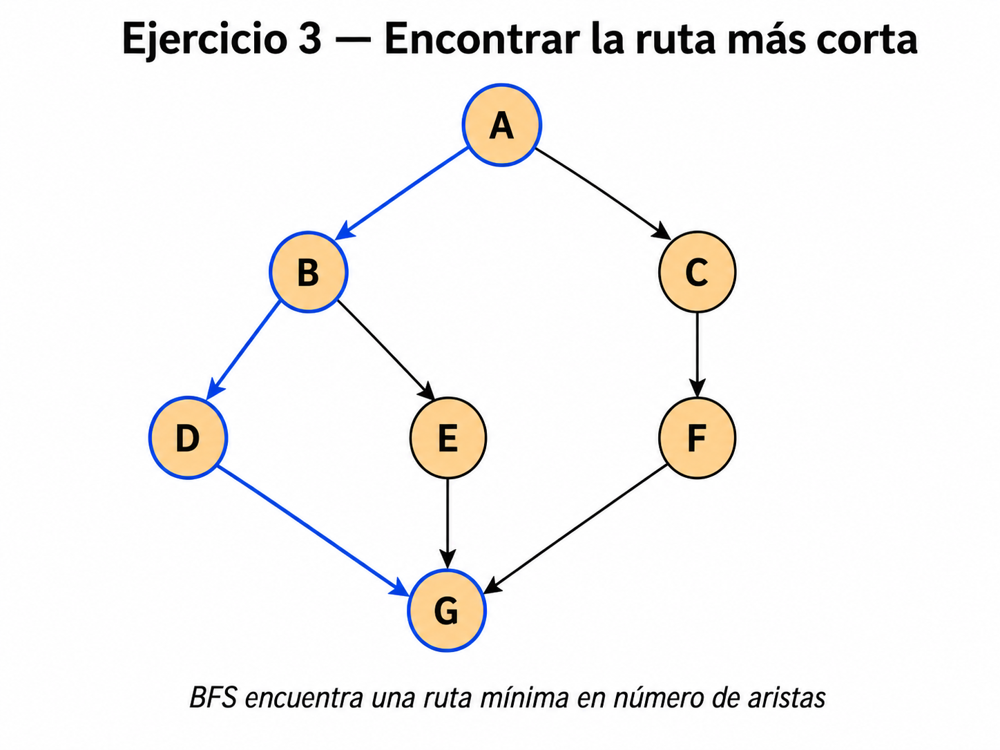 Ejercicio 3 — Encontrar la ruta más corta
A
B
C
D
E
F
G
BFS encuentra una ruta mínima en número de aristas